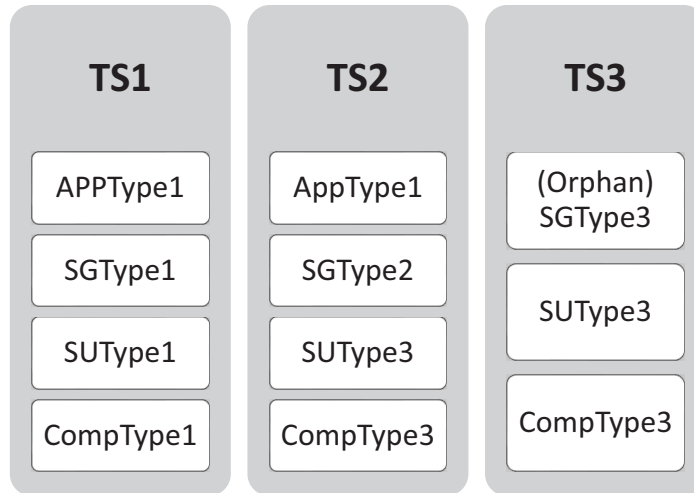 TS1
APPType1
SGType1
SUType1
CompType1
TS2
AppType1
SGType2
SUType3
CompType3
TS3
(Orphan)
SGType3
SUType3
CompType3